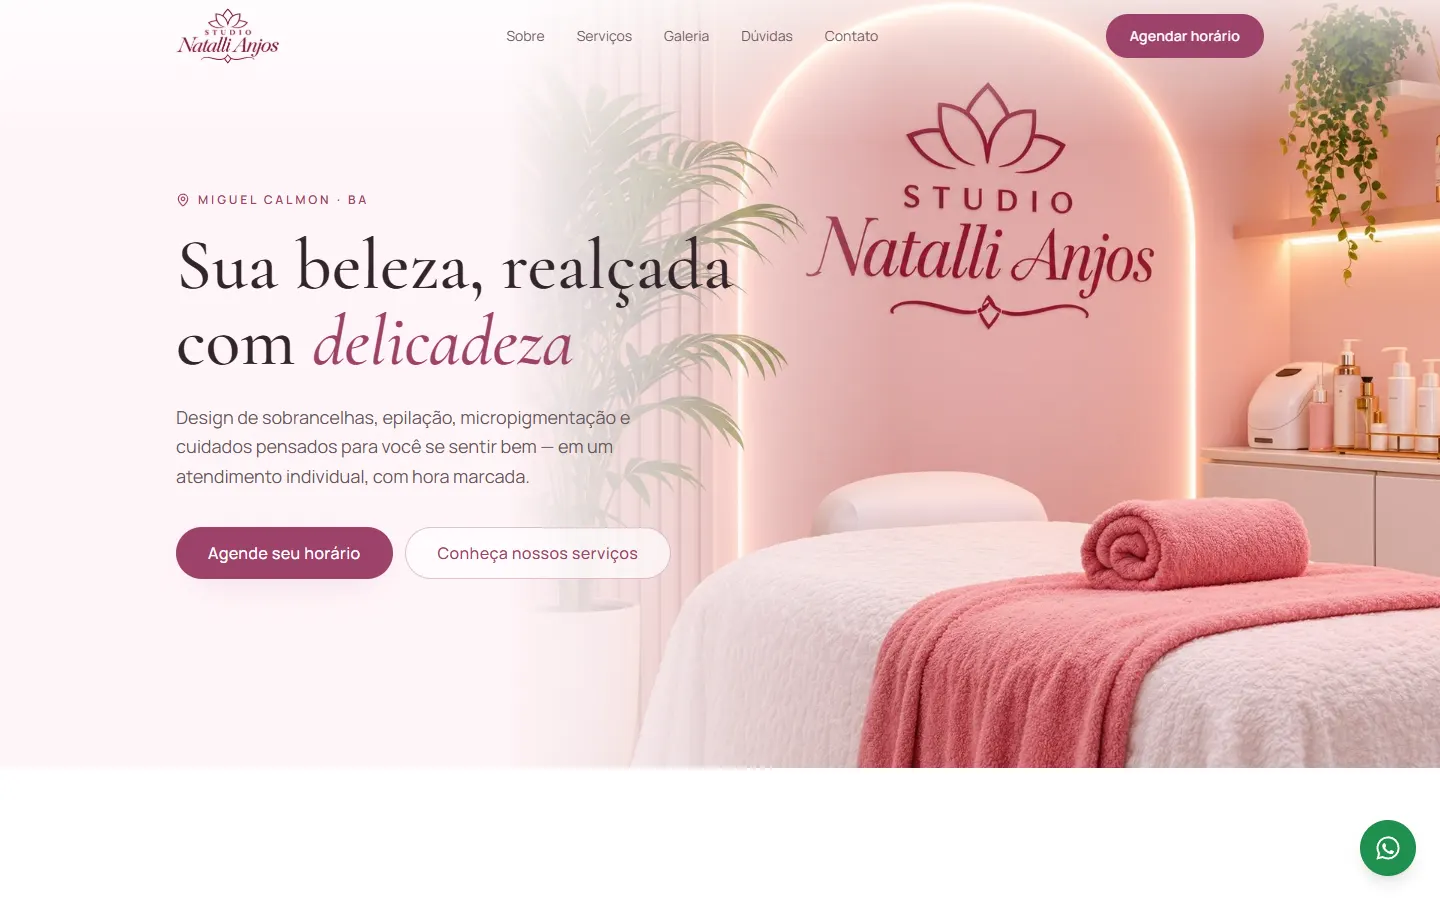 STUDIO
Natalli Anjos
Sobre
Serviços
Galeria
Dúvidas
Contato
Agendar horário
STUDIO
Natalli Anjos
MIGUEL CALMON · BA
Sua beleza, realçada
com delicadeza
Design de sobrancelhas, epilação, micropigmentação e
cuidados pensados para você se sentir bem — em um
atendimento individual, com hora marcada.
Agende seu horário
Conheça nossos serviços